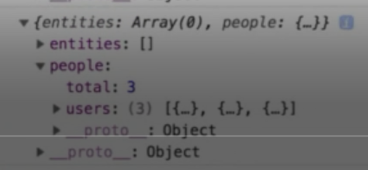 ▼{entities: Array(0), people: {…}} i
▶entities: []
▼people:
total: 3
▶users: (3) [{…}, {…}, {…}]
▶__proto__: Object
▶__proto__: Object